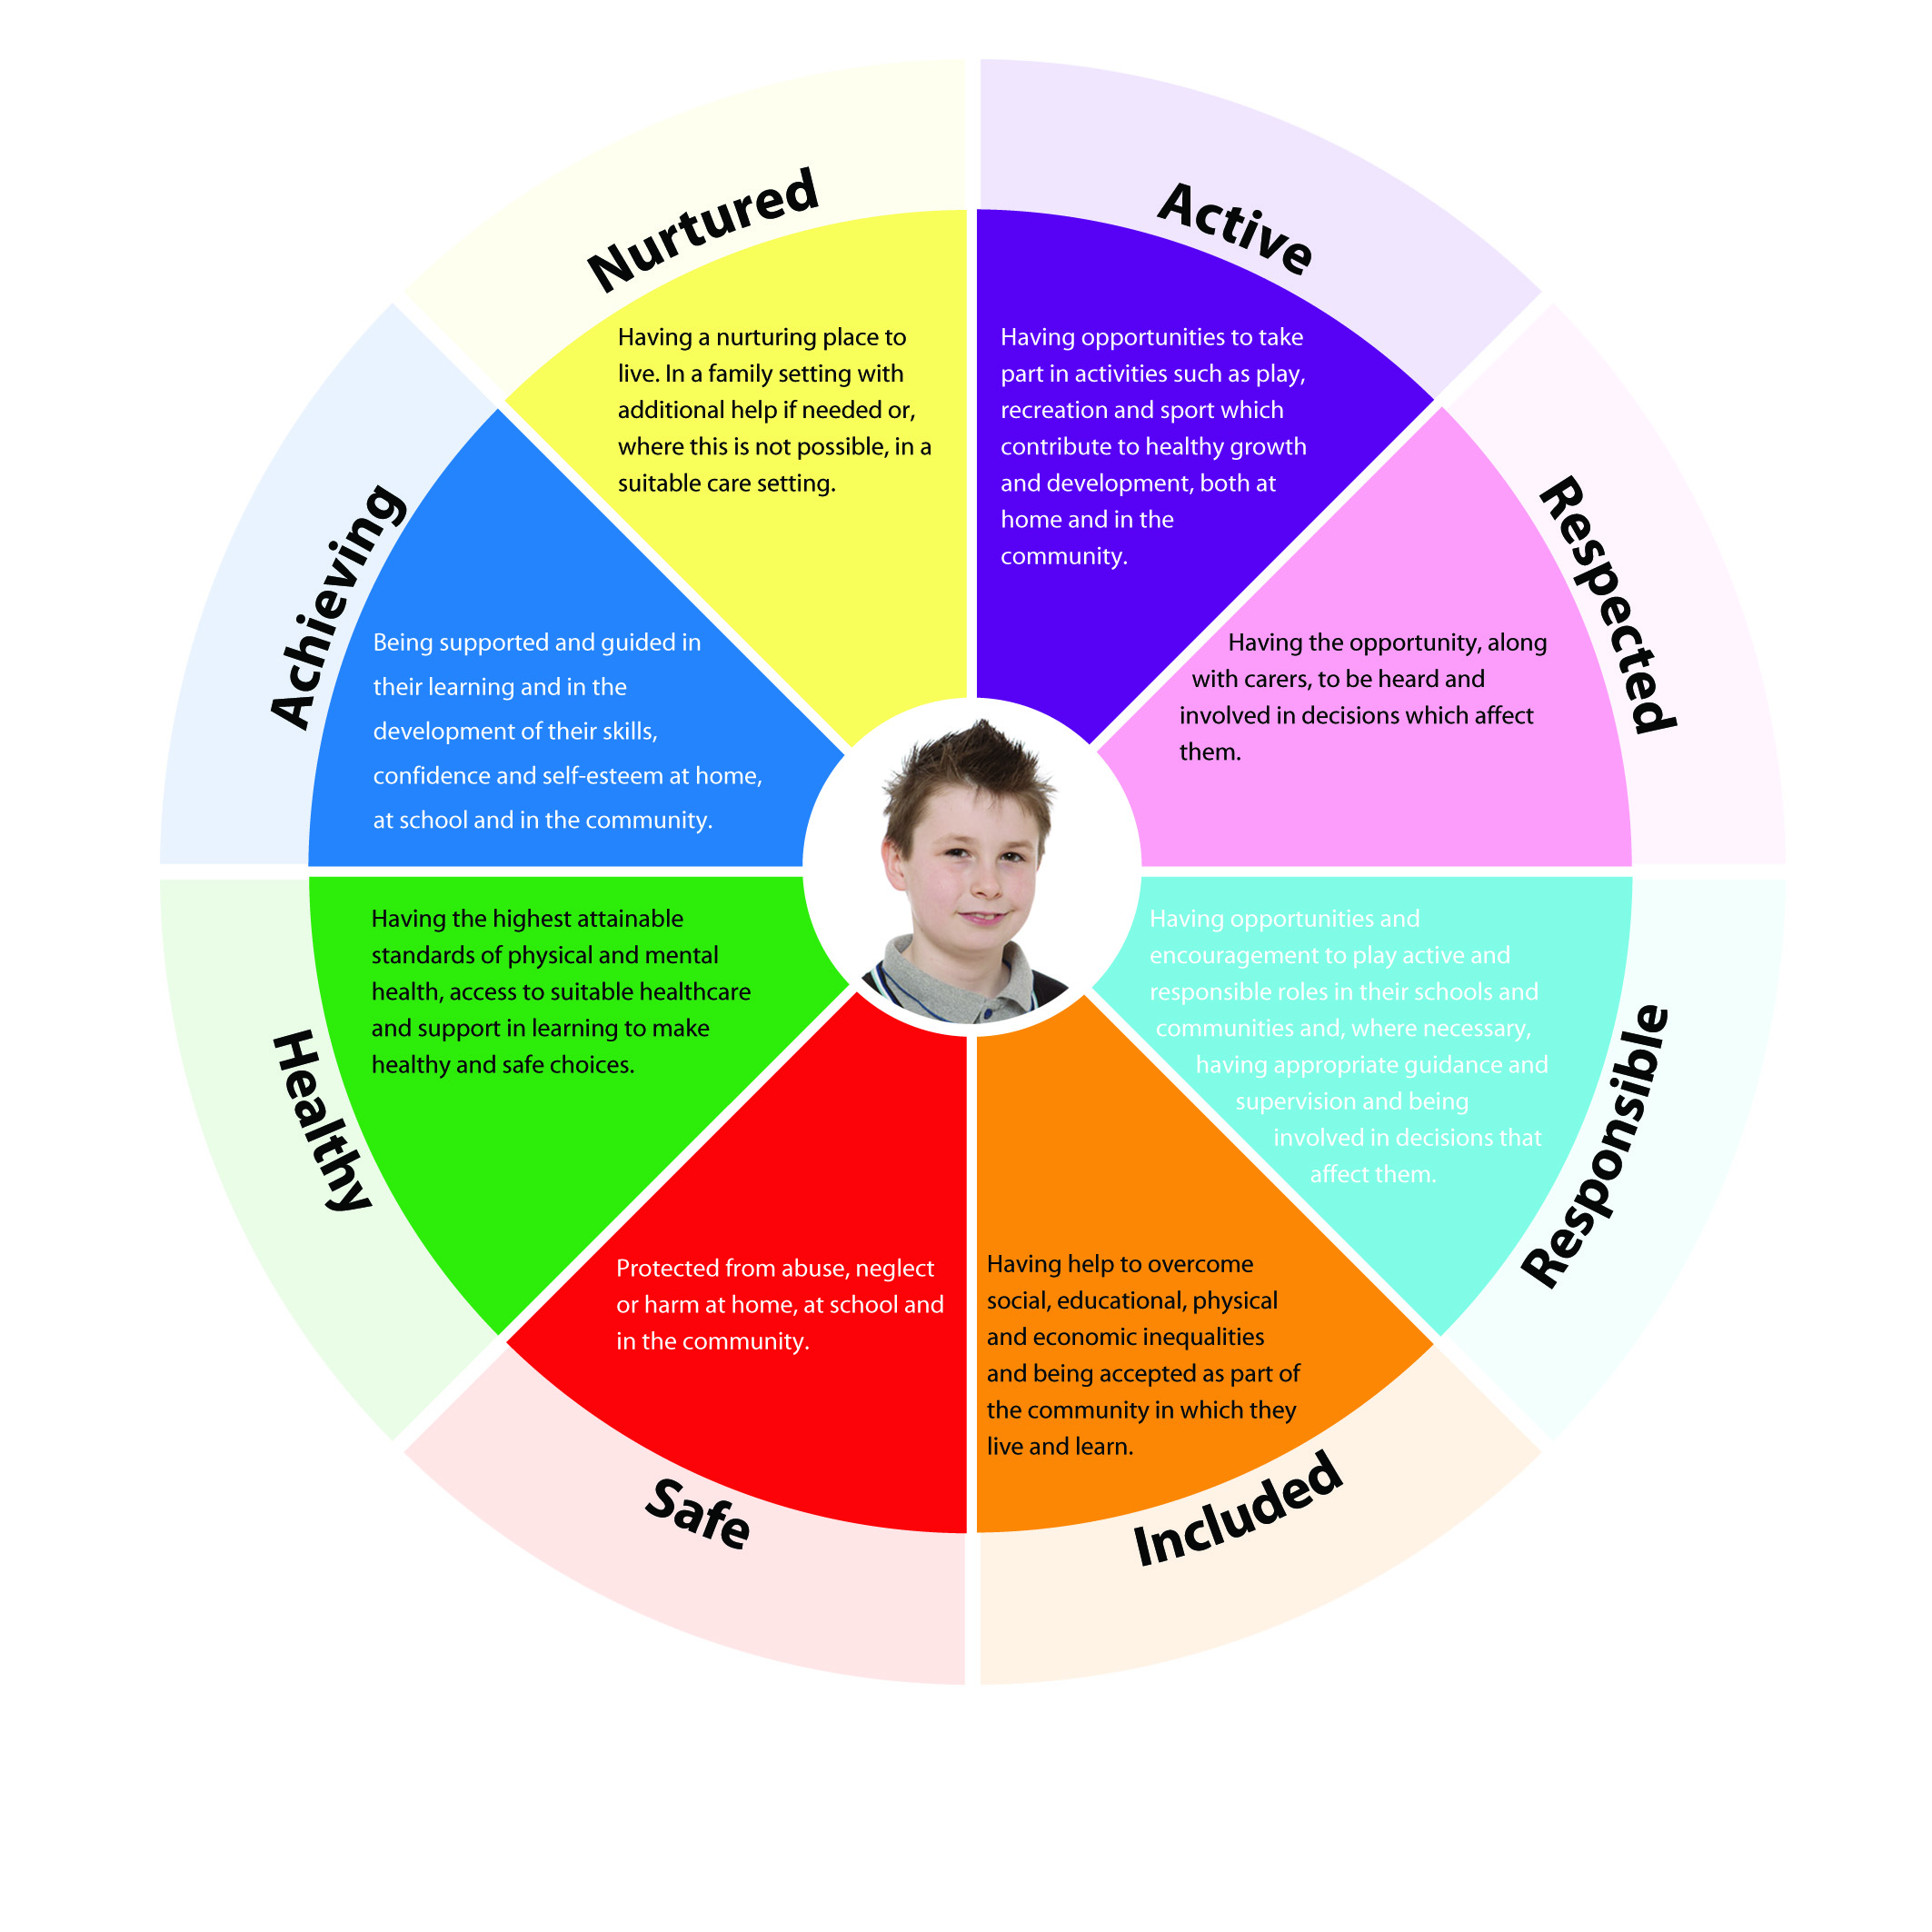 Nurtured
Having a nurturing place to
live. In a family setting with
additional help if needed or,
where this is not possible, in a
suitable care setting.
Active
Having opportunities to take
part in activities such as play,
recreation and sport which
contribute to healthy growth
and development, both at
home and in the
community.
Respected
Having the opportunity, along
with carers, to be heard and
involved in decisions which affect
them.
Responsible
Having opportunities and
encouragement to play active and
responsible roles in their schools and
communities and, where necessary,
having appropriate guidance and
supervision and being
involved in decisions that
affect them.
Included
Having help to overcome
social, educational, physical
and economic inequalities
and being accepted as part of
the community in which they
live and learn.
Safe
Protected from abuse, neglect
or harm at home, at school and
in the community.
Healthy
Having the highest attainable
standards of physical and mental
health, access to suitable healthcare
and support in learning to make
healthy and safe choices.
Achieving
Being supported and guided in
their learning and in the
development of their skills,
confidence and self-esteem at home,
at school and in the community.